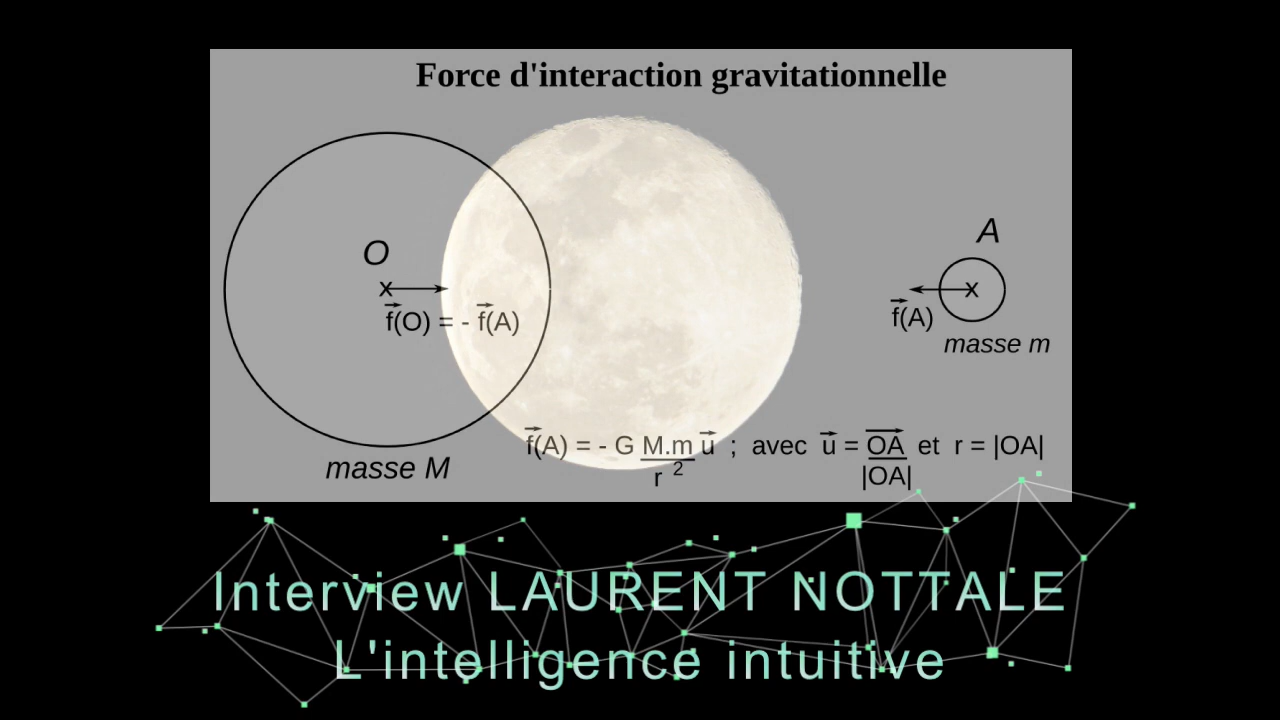 Force d'interaction gravitationnelle
O
A
x
x
f(O) = - f(A)
f(A)
masse m
f(A) = - G M.m u ; avec u = OA et r = |OA|
r 2 |OA|
masse M
Interview LAURENT NOTTALE
L'intelligence intuitive